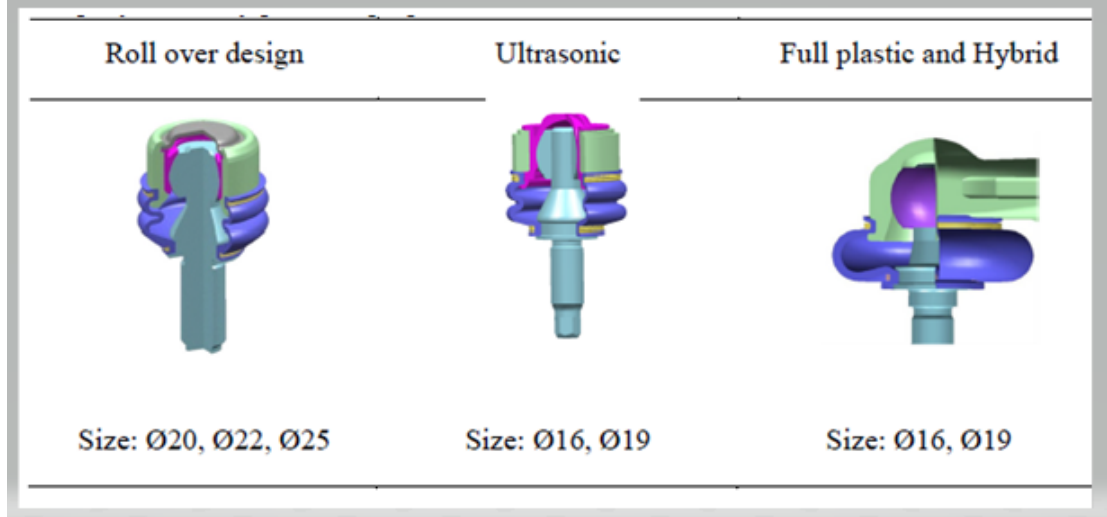 Roll over design
Ultrasonic
Full plastic and Hybrid
Size: Ø20, Ø22, Ø25
Size: Ø16, Ø19
Size: Ø16, Ø19